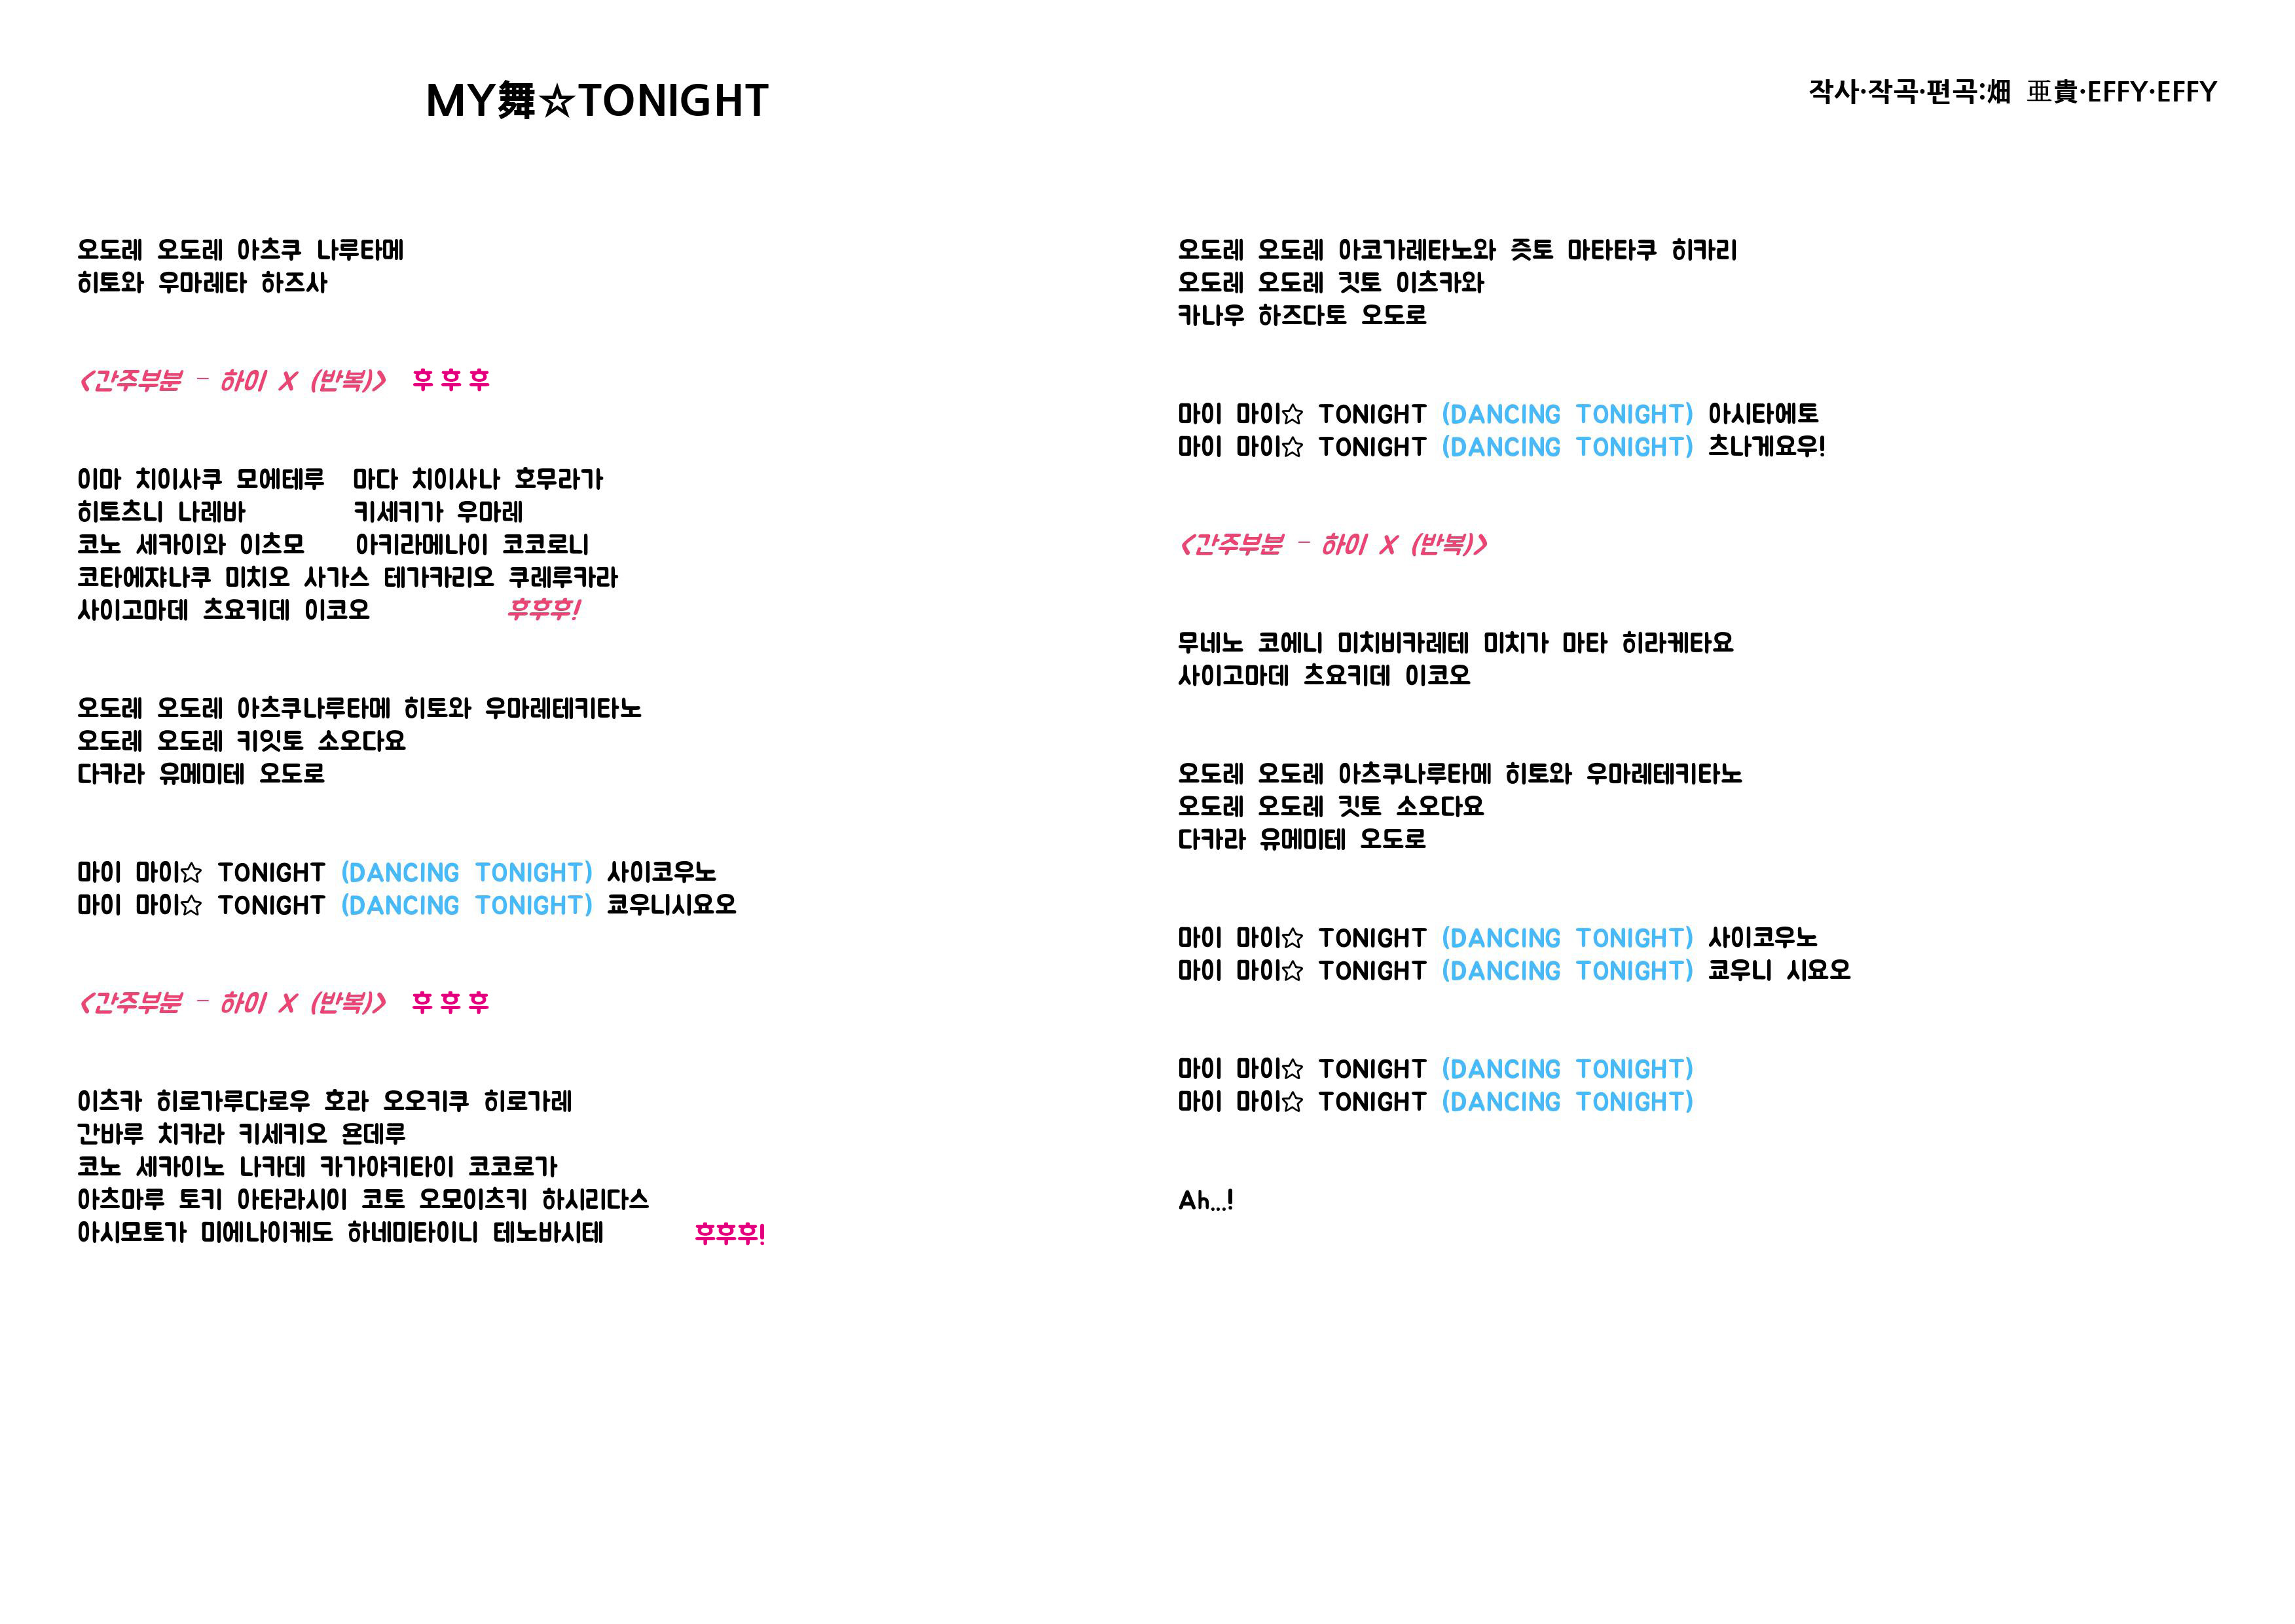 MY舞☆TONIGHT
작사·작곡·편곡:畑 亜貴·EFFY·EFFY
오도레 오도레 아츠쿠 나루타메
히토와 우마레타 하즈사
<간주부분 - 하이 X (반복)> 후 후 후
이마 치이사쿠 모에테루 마다 치이사나 호무라가
히토츠니 나레바 키세키가 우마레
코노 세카이와 이츠모 아키라메나이 코코로니
코타에쟈나쿠 미치오 사가스 테가카리오 쿠레루카라
사이고마데 츠요키데 이코오 후후후!
오도레 오도레 아츠쿠나루타메 히토와 우마레테키타노
오도레 오도레 키잇토 소오다요
다카라 유메미테 오도로
마이 마이☆ TONIGHT (DANCING TONIGHT) 사이코우노
마이 마이☆ TONIGHT (DANCING TONIGHT) 쿄우니시요오
<간주부분 - 하이 X (반복)> 후 후 후
이츠카 히로가루다로우 호라 오오키쿠 히로가레
간바루 치카라 키세키오 욘데루
코노 세카이노 나카데 카가야키타이 코코로가
아츠마루 토키 아타라시이 코토 오모이츠키 하시리다스
아시모토가 미에나이케도 하네미타이니 테노바시테 후후후!
오도레 오도레 아코가레타노와 즛토 마타타쿠 히카리
오도레 오도레 킷토 이츠카와
카나우 하즈다토 오도로
마이 마이☆ TONIGHT (DANCING TONIGHT) 아시타에토
마이 마이☆ TONIGHT (DANCING TONIGHT) 츠나게요우!
<간주부분 - 하이 X (반복)>
무네노 코에니 미치비카레테 미치가 마타 히라케타요
사이고마데 츠요키데 이코오
오도레 오도레 아츠쿠나루타메 히토와 우마레테키타노
오도레 오도레 킷토 소오다요
다카라 유메미테 오도로
마이 마이☆ TONIGHT (DANCING TONIGHT) 사이코우노
마이 마이☆ TONIGHT (DANCING TONIGHT) 쿄우니 시요오
마이 마이☆ TONIGHT (DANCING TONIGHT)
마이 마이☆ TONIGHT (DANCING TONIGHT)
Ah...!